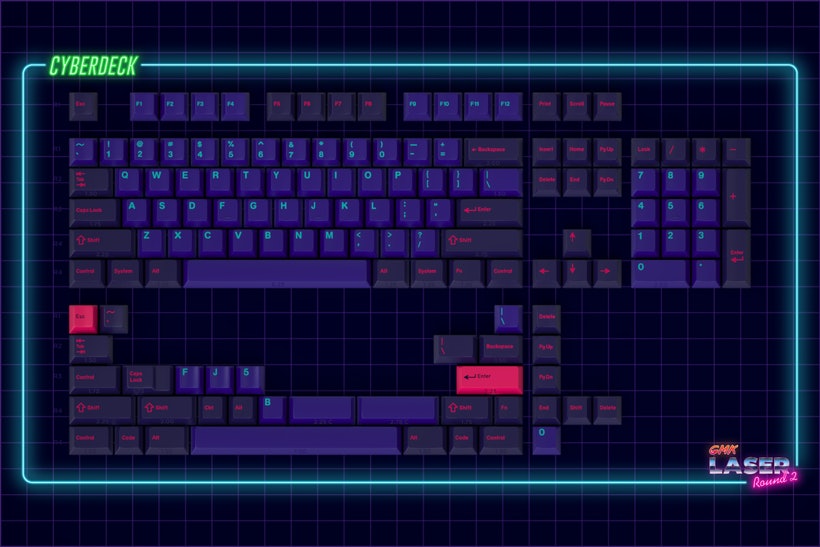 CYBERDECK
Esc F1 F2 F3 F4 F5 F6 F7 F8 F9 F10 F11 F12 Print Scroll Pause
~ ! @ # $ % ^ & * ( ) — +
` 1 2 3 4 5 6 7 8 9 0 - = ← Backspace Insert Home PgUp Lock / * −
Tab Q W E R T Y U I O P { [ } ] | \ Delete End PgDn 7 8 9 +
Caps Lock A S D F G H J K L : ; " ' Enter 4 5 6
Shift Z X C V B N M < , > . ? / Shift ↑ 1 2 3 Enter
Control System Alt Alt System Fn Control ← ↓ → 0 .
Esc ~ ` | \ Delete
Tab | \ Backspace PgUp
Control Caps Lock F J 5 Enter PgDn
Shift Shift Ctrl Alt B Shift Fn End Shift Delete
Control Code Alt Alt Code Control 0
GMK
LASER
Round 2